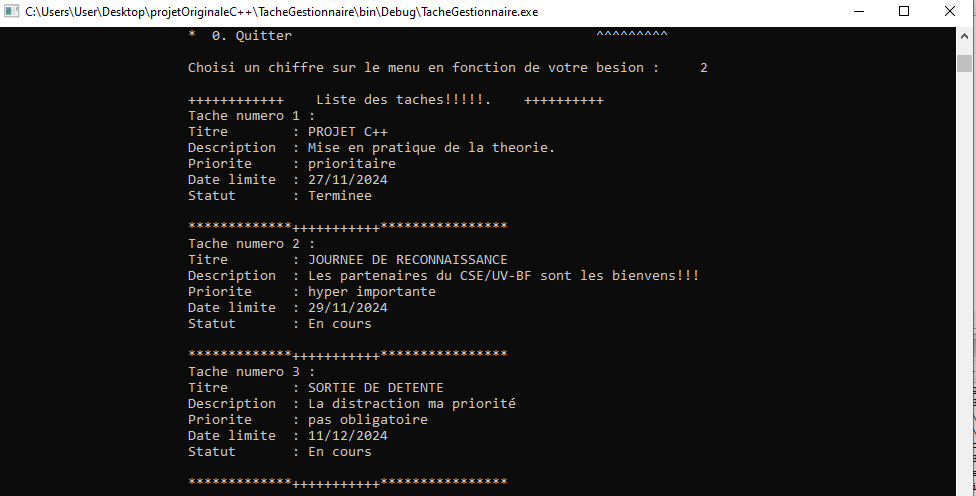 C:\Users\User\Desktop\projetOriginaleC++\TacheGestionnaire\bin\Debug\TacheGestionnaire.exe
*  0. Quitter                                      ^^^^^^^^^
Choisi un chiffre sur le menu en fonction de votre besion :     2
++++++++++++    Liste des taches!!!!!.    ++++++++++
Tache numero 1 :
Titre        : PROJET C++
Description  : Mise en pratique de la theorie.
Priorite     : prioritaire
Date limite  : 27/11/2024
Statut       : Terminee
*************+++++++++++****************
Tache numero 2 :
Titre        : JOURNEE DE RECONNAISSANCE
Description  : Les partenaires du CSE/UV-BF sont les bienvens!!!
Priorite     : hyper importante
Date limite  : 29/11/2024
Statut       : En cours
*************+++++++++++****************
Tache numero 3 :
Titre        : SORTIE DE DETENTE
Description  : La distraction ma priorité
Priorite     : pas obligatoire
Date limite  : 11/12/2024
Statut       : En cours
*************+++++++++++****************